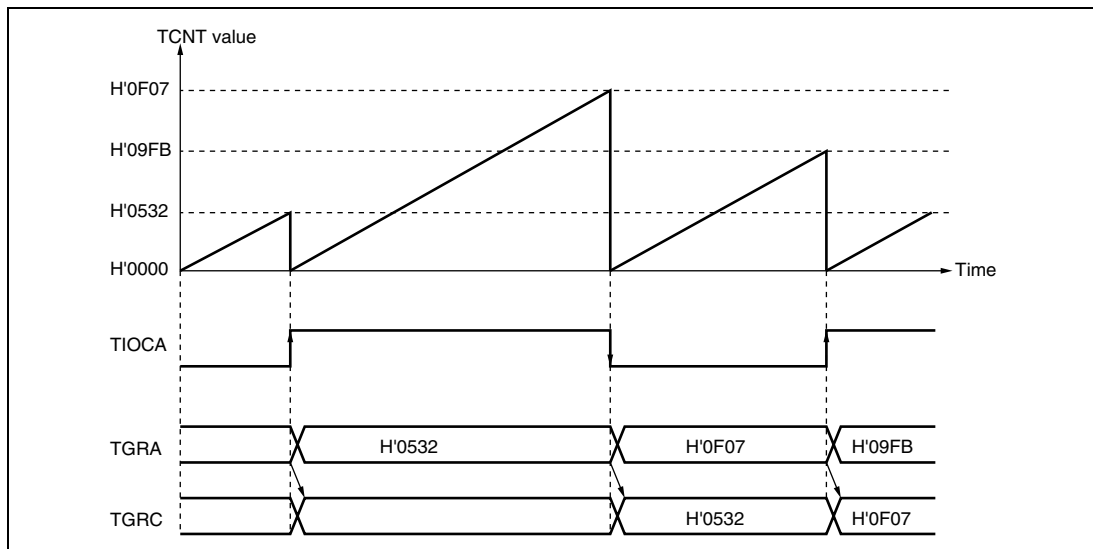 TCNT value
H'0F07
H'09FB
H'0532
H'0000
Time
TIOCA
TGRA
H'0532
H'0F07
H'09FB
TGRC
H'0532
H'0F07